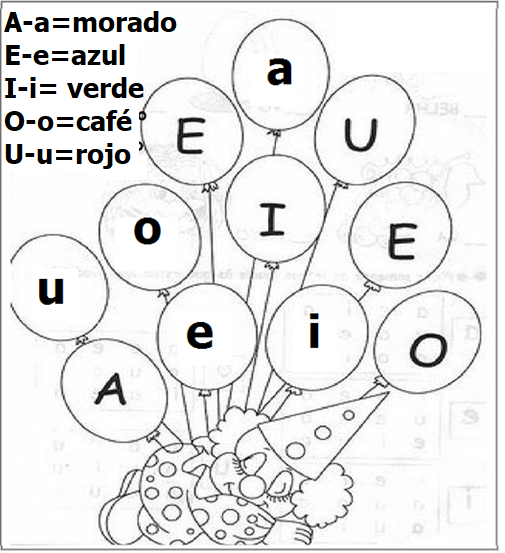 A-a=morado
E-e=azul
I-i= verde
O-o=café
U-u=rojo
a
E
U
I
o
E
u
e
i
O
A